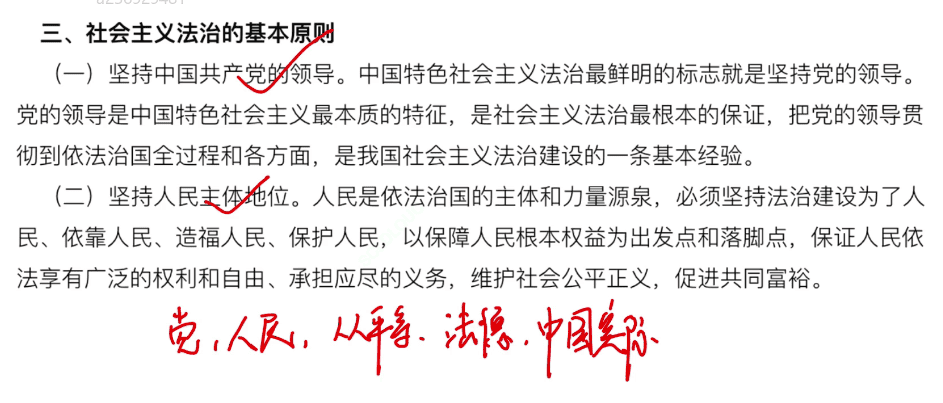 三、社会主义法治的基本原则
（一）坚持中国共产党的领导。中国特色社会主义法治最鲜明的标志就是坚持党的领导。
党的领导是中国特色社会主义最本质的特征，是社会主义法治最根本的保证，把党的领导贯
彻到依法治国全过程和各方面，是我国社会主义法治建设的一条基本经验。
（二）坚持人民主体地位。人民是依法治国的主体和力量源泉，必须坚持法治建设为了人
民、依靠人民、造福人民、保护人民，以保障人民根本权益为出发点和落脚点，保证人民依
法享有广泛的权利和自由、承担应尽的义务，维护社会公平正义，促进共同富裕。
党，人民，从平等、法德，中国实际